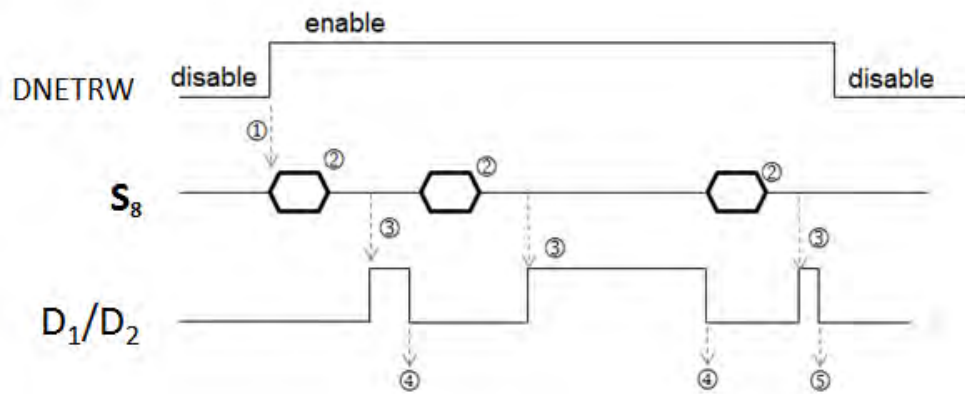 enable
disable
DNETRW
disable
①
②
②
②
S₈
③
③
③
D₁/D₂
④
④
⑤